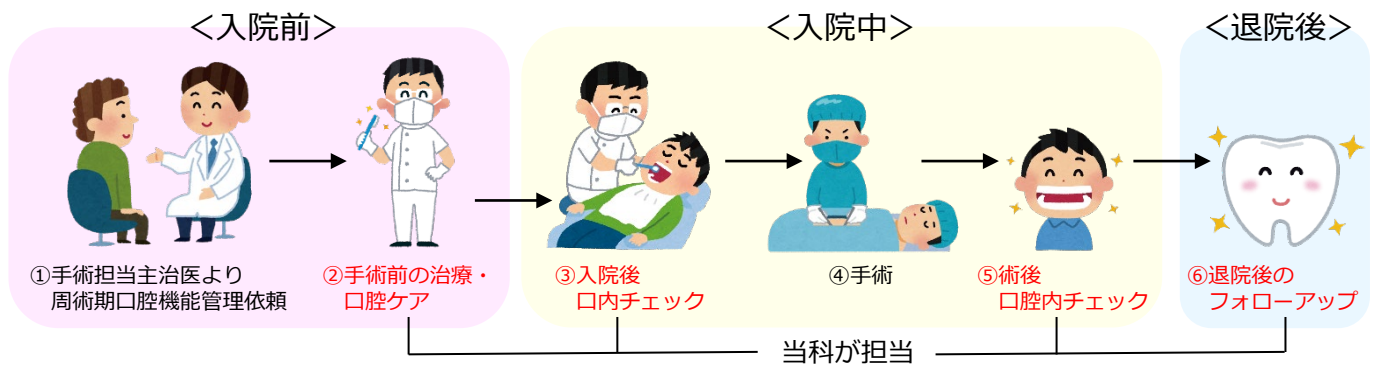 ＜入院前＞
＜入院中＞
＜退院後＞
①手術担当主治医より
周術期口腔機能管理依頼
②手術前の治療・
口腔ケア
③入院後
口内チェック
④手術
⑤術後
口腔内チェック
⑥退院後の
フォローアップ
当科が担当